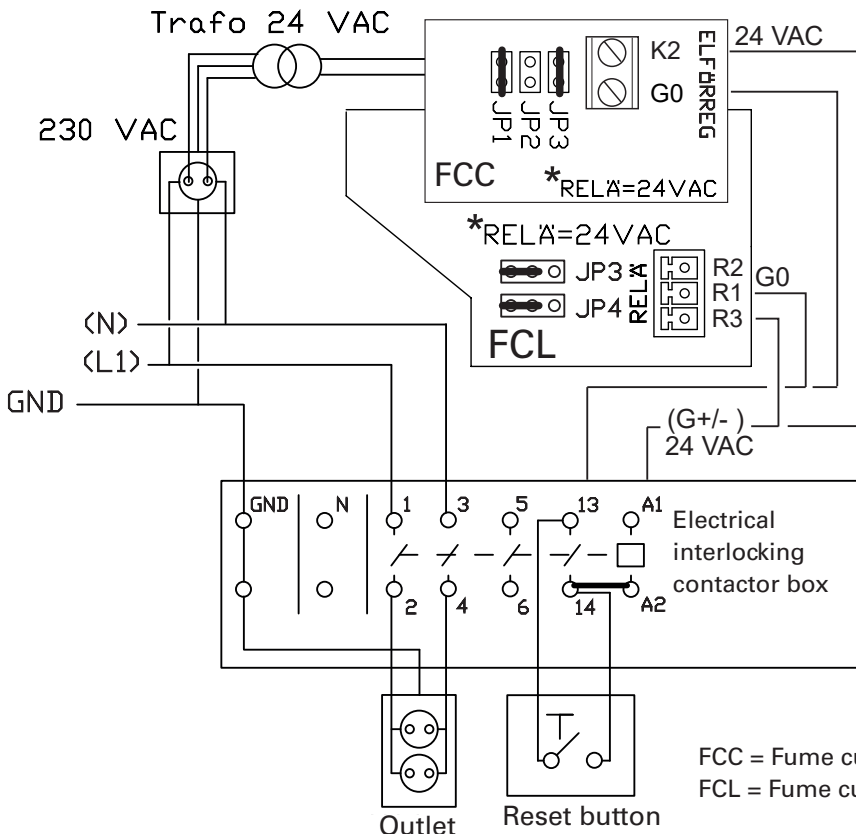 Trafo 24 VAC
230 VAC
JP1
JP2
JP3
K2
G0
ELFÖRREG
24 VAC
FCC
*RELÄ=24VAC
*RELÄ=24VAC
JP3
JP4
RELÄ
R2
R1
R3
G0
FCL
(N)
(L1)
GND
(G+/- )
24 VAC
GND
N
1
3
5
13
A1
2
4
6
14
A2
Electrical
interlocking
contactor box
Outlet
Reset button
FCC = Fume
FCL = Fume